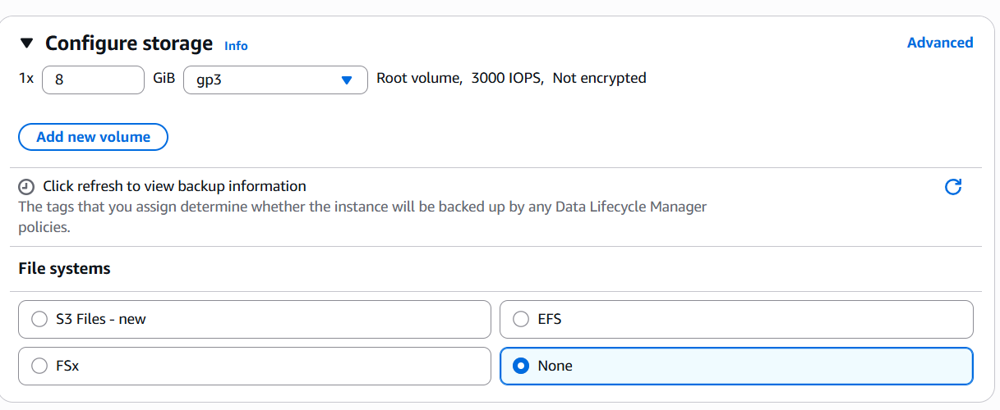 Configure storage Info Advanced
1x 8 GiB gp3 Root volume, 3000 IOPS, Not encrypted
Add new volume
Click refresh to view backup information
The tags that you assign determine whether the instance will be backed up by any Data Lifecycle Manager
policies.
File systems
S3 Files - new EFS
FSx None